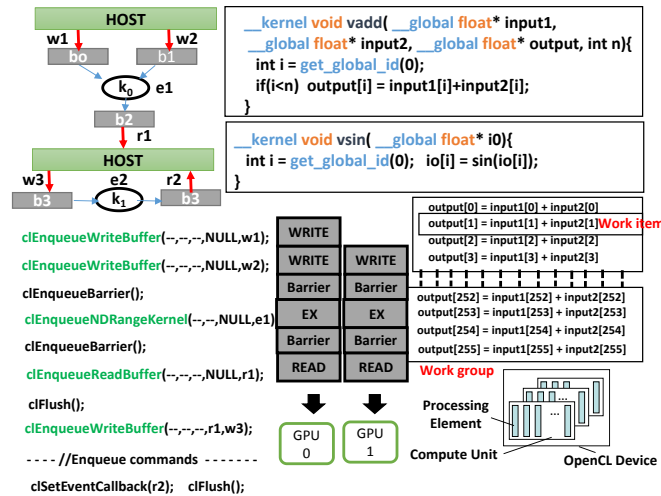 HOST
w1
w2
bo
b1
k0
e1
b2
r1
HOST
w3
e2
r2
b3
k1
b3
__kernel void vadd( __global float* input1,
__global float* input2, __global float* output, int n){
int i = get_global_id(0);
if(i<n) output[i] = input1[i]+input2[i];
}
__kernel void vsin( __global float* i0){
int i = get_global_id(0); io[i] = sin(io[i]);
}
clEnqueueWriteBuffer(--,--,--,NULL,w1);
clEnqueueWriteBuffer(--,--,--,NULL,w2);
clEnqueueBarrier();
clEnqueueNDRangeKernel(--,--,NULL,e1)
clEnqueueBarrier();
clEnqueueReadBuffer(--,--,--,NULL,r1);
clFlush();
clEnqueueWriteBuffer(--,--,--,r1,w3);
- - - - //Enqueue commands - - - - - - -
clSetEventCallback(r2); clFlush();
WRITE
WRITE
Barrier
EX
Barrier
READ
WRITE
Barrier
EX
Barrier
READ
GPU
0
GPU
1
output[0] = input1[0] + input2[0]
output[1] = input1[1] + input2[1] Work item
output[2] = input1[2] + input2[2]
output[3] = input1[3] + input2[3]
output[252] = input1[252] + input2[252]
output[253] = input1[253] + input2[253]
output[254] = input1[254] + input2[254]
output[255] = input1[255] + input2[255]
Work group
Processing
Element
...
...
Compute Unit
OpenCL Device